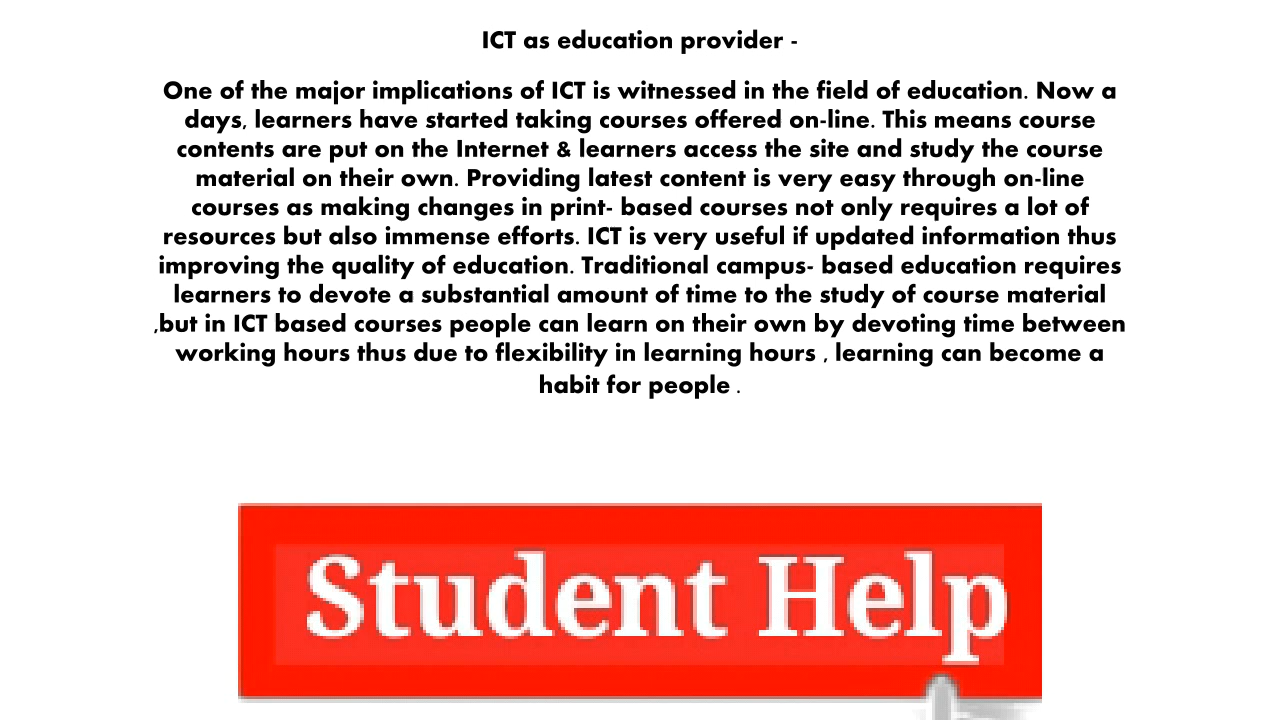 ICT as education provider -
One of the major implications of ICT is witnessed in the field of education. Now a
days, learners have started taking courses offered on-line. This means course
contents are put on the Internet & learners access the site and study the course
material on their own. Providing latest content is very easy through on-line
courses as making changes in print- based courses not only requires a lot of
resources but also immense efforts. ICT is very useful if updated information thus
improving the quality of education. Traditional campus- based education requires
learners to devote a substantial amount of time to the study of course material
,but in ICT based courses people can learn on their own by devoting time between
working hours thus due to flexibility in learning hours , learning can become a
habit for people .
Student Help